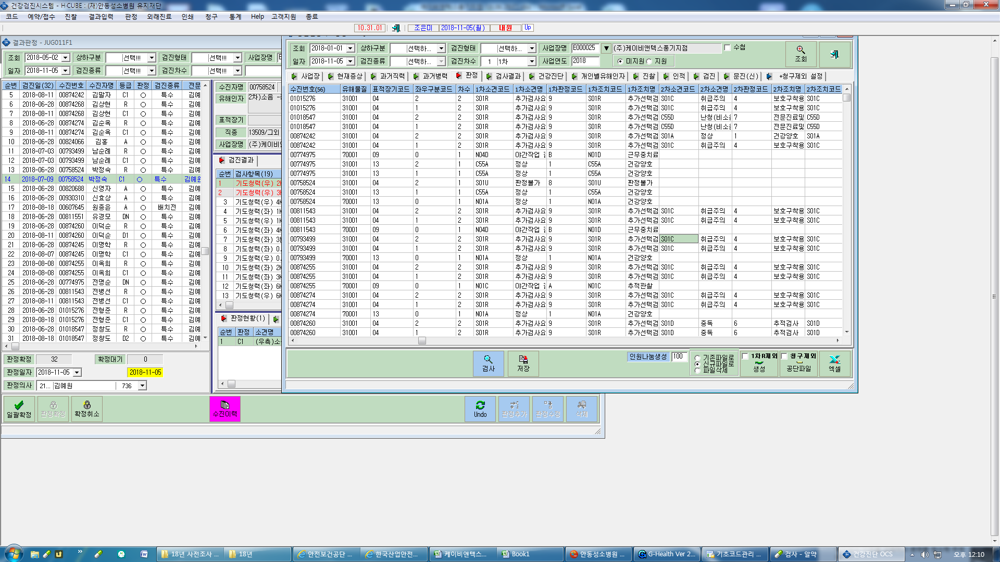 건강검진시스템 - H-CUBE : (재)안동성소병원 유지재단
코드 예약/접수 진찰 결과입력 판정 외래진료 인쇄 청구 통계 Help 고객지원 종료
10.31.01 조은미 2018-11-05(월) 내원 Up
결과판정 - JUG011F1
조회 2018-05-02 상하구분 선택!!! 검진형태 선택!!! 사업장명
일자 2018-11-05 검진종류 선택!!! 검진차수 선택!!!
순번 검진일(32) 수진번호 수진자명 등급 판정 검진종류 전문
5 2018-08-11 00874242 김말자 C1 ○ 특수 김예
6 2018-06-28 00874268 김상현 R ○ 특수 김예
7 2018-08-11 00874268 김상현 C1 ○ 특수 김예
8 2018-06-28 00874274 김순옥 R ○ 특수 김예
9 2018-08-11 00874274 김순옥 C1 ○ 특수 김예
10 2018-06-28 00824066 김홍 A ○ 특수 김예
11 2018-07-03 00793499 남순례 R ○ 특수 김예
12 2018-07-03 00793499 남순례 C1 ○ 특수 김예
13 2018-06-28 00758524 박정숙 R ○ 특수 김예
14 2018-07-09 00758524 박정숙 C1 ○ 특수 김예원
15 2018-06-28 00820688 신영자 A ○ 특수 김예
16 2018-06-28 00930310 신호상 A ○ 특수 김예
17 2018-08-18 00607645 원종윤 A ○ 배치전 김예
18 2018-06-28 00811551 유경모 DN ○ 특수 김예
19 2018-06-28 00874260 이덕순 R ○ 특수 김예
20 2018-08-11 00874260 이덕순 D1 ○ 특수 김예
21 2018-06-28 00874245 이명학 R ○ 특수 김예
22 2018-08-07 00874245 이명학 C1 ○ 특수 김예
23 2018-08-08 00874255 이옥희 R ○ 특수 김예
24 2018-08-08 00874255 이옥희 C1 ○ 특수 김예
25 2018-06-28 00774975 전명순 DN ○ 특수 김예
26 2018-06-28 00811543 전병선 R ○ 특수 김예
27 2018-08-11 00811543 전병선 C1 ○ 특수 김예
28 2018-06-28 01015276 전형준 R ○ 특수 김예
29 2018-08-18 01015276 전형준 C1 ○ 특수 김예
30 2018-06-28 01018547 정창도 R ○ 특수 김예
31 2018-08-18 01018547 정창도 D2 ○ 특수 김예
판정확정 32 확정대기 0
판정일자 2018-11-05 2018-11-05
판정의사 21... 김예원 736
일괄확정 판정확정 확정취소 수진이력 Undo 판정추가 판정수정 삭제
수진자명 00758524
유해인자 2차)소음
표적장기
직종 13509/그외
사업장명 (주)케이비
검진결과
순번 검사항목(19)
1 기도청력(우)
2 기도청력(우)
3 기도청력(우) 4K
4 기도청력(좌) 1K
5 기도청력(우) 1K
6 기도청력(좌) 4K
7 기도청력(좌)
8 기도청력(좌) 0.
9 기도청력(우) 0.
10 기도청력(좌) 2K
11 기도청력(좌) 3K
12 기도청력(좌) 6K
13 기도청력(우) 6K
판정현황(1)
순번 판정 소견명
1 C1 (우측)소
조회 2018-01-01 상하구분 선택하... 검진형태 선택하... 사업장명 E000025 (주)케이비앤텍스풍기지점 수첩
일자 2018-11-05 검진종류 선택하... 검진차수 1 1차 사업연도 2018 미지원 지원
조회
사업장 현재증상 과거직력 과거병력 판정 검사결과 건강진단 개인별유해인자 진찰 인적 검진 문진(신) *청구제외 설정
수진번호(56) 유해물질 표적장기코드 좌우구분코드 차수 1차소견코드 1차소견명 1차판정코드 1차조치코드 1차조치명 2차소견코드 2차소견명 2차판정코드 2차조치명 2차조치코드
01015276 31001 04 2 2 S01R 추가검사요 9 S01R 추가선택검 S01C 취급주의 4 보호구착용 S01C
01015276 31001 04 1 2 S01R 추가검사요 9 S01R 추가선택검 S01C 취급주의 4 보호구착용 S01C
01018547 31001 04 2 2 S01R 추가검사요 9 S01R 추가선택검 C55D 난청(비소 7 전문진료및 C55D
01018547 31001 04 1 2 S01R 추가검사요 9 S01R 추가선택검 C55D 난청(비소 7 전문진료및 C55D
00874242 31001 04 2 2 S01R 추가검사요 9 S01R 추가선택검 S01A 정상 1 건강양호 S01A
00874242 31001 04 1 2 S01R 추가검사요 9 S01R 추가선택검 S01C 취급주의 4 보호구착용 S01C
00774975 70001 09 0 1 N04D 야간작업 B N01D 근무중치료
00774975 31001 13 2 1 C55A 정상 1 C55A 건강양호
00774975 31001 13 1 1 C55A 정상 1 C55A 건강양호
00758524 31001 04 2 2 S01U 판정불가 8 S01U 판정불가
00758524 31001 13 1 1 C55A 정상 1 C55A 건강양호
00758524 70001 13 0 1 N01A 정상 1 N01A 건강양호
00811543 31001 04 2 2 S01R 추가검사요 9 S01R 추가선택검 S01C 취급주의 4 보호구착용 S01C
00811543 31001 04 1 2 S01R 추가검사요 9 S01R 추가선택검 S01C 취급주의 4 보호구착용 S01C
00811543 70001 09 0 1 N04D 야간작업 B N01D 근무중치료
00793499 31001 04 2 2 S01R 추가검사요 9 S01R 추가선택검 S01C 취급주의 4 보호구착용 S01C
00793499 31001 04 1 2 S01R 추가검사요 9 S01R 추가선택검 S01C 취급주의 4 보호구착용 S01C
00793499 70001 13 0 1 N01A 정상 1 N01A 건강양호
00874255 31001 04 2 2 S01R 추가검사요 9 S01R 추가선택검 S01C 취급주의 4 보호구착용 S01C
00874255 31001 04 1 2 S01R 추가검사요 9 S01R 추가선택검 S01C 취급주의 4 보호구착용 S01C
00874255 70001 09 0 1 N01C 야간작업 A N01C 추적관찰
00874274 31001 04 2 2 S01R 추가검사요 9 S01R 추가선택검 S01C 취급주의 4 보호구착용 S01C
00874274 31001 04 1 2 S01R 추가검사요 9 S01R 추가선택검 S01C 취급주의 4 보호구착용 S01C
00874274 70001 13 0 1 N01A 정상 1 N01A 건강양호
00874260 31001 04 2 2 S01R 추가검사요 9 S01R 추가선택검 S01D 중독 6 추적검사 S01D
00874260 31001 04 1 2 S01R 추가검사요 9 S01R 추가선택검 S01D 중독 6 추적검사 S01D
검사 저장 인원나눔생성 100 기존파일로 신규파일로 파일삭제 1차R제외 생성 청구제외 공단파일 엑셀
18년 사전조사 ... 18년 안전보건공단 ... 한국산업안전... 케이비앤텍스... Book1 안동성소병원 ... G-Health Ver 2... 기초코드관리 ... 검사 - 알약 건강진단 OCS 오후 12:10